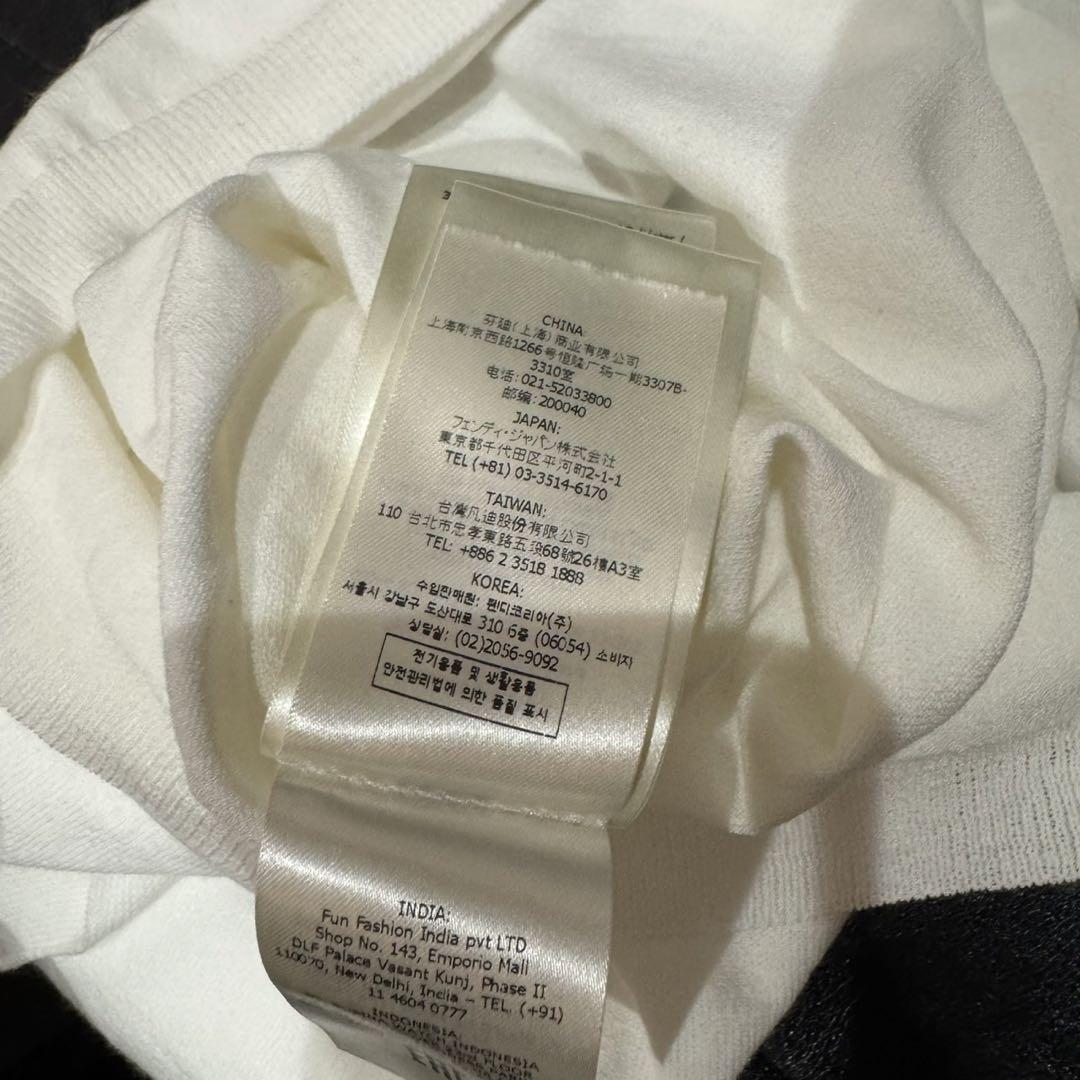 CHINA:
芬迪(上海)商业有限公司
上海南京西路1266号恒隆广场一期3307B-
3310室
电话:021-52033800
邮编:200040
JAPAN:
フェンディ・ジャパン株式会社
東京都千代田区平河町2-1-1
TEL (+81) 03-3514-6170
TAIWAN:
台灣凡迪股份有限公司
110 台北市忠孝東路五段68號26樓A3室
TEL: +886 2 3518 1888
KOREA:
수입판매원: 펜디코리아(주)
서울시 강남구 도산대로 310 6층 (06054) 소비자
상담실: (02)2056-9092
전기용품 및 생활용품
안전관리법에 의한 품질 표시
INDIA:
Fun Fashion India pvt LTD
Shop No. 143, Emporio Mall
DLF Palace Vasant Kunj, Phase II
110070, New Delhi, India - TEL. (+91)
11 4604 0777
INDONESIA:
WATCH INDONESIA
FLOOR